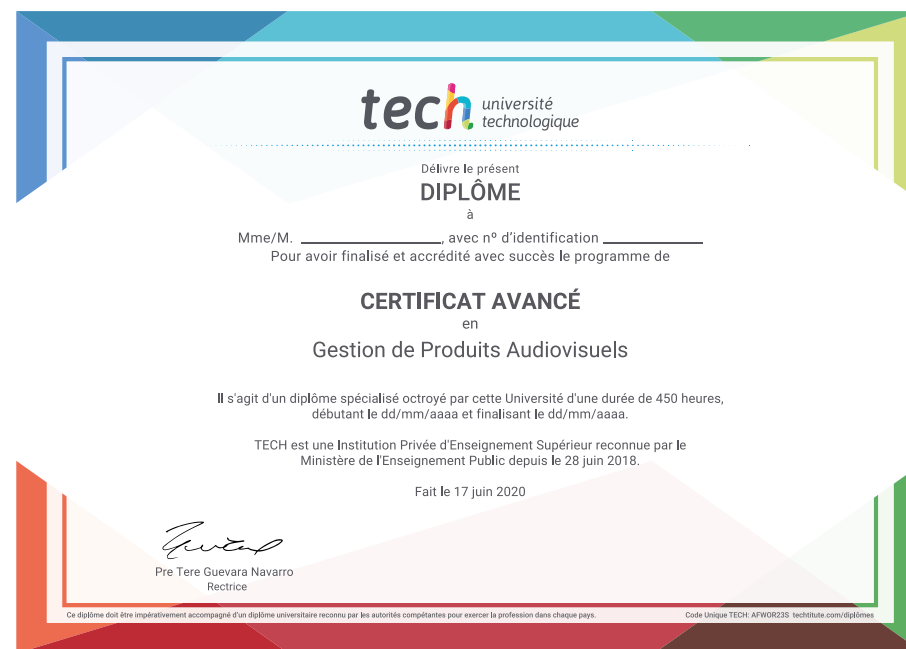 tech université
technologique
Délivre le présent
DIPLÔME
à
Mme/M. ____________________, avec nº d'identification ______________
Pour avoir finalisé et accrédité avec succès le programme de
CERTIFICAT AVANCÉ
en
Gestion de Produits Audiovisuels
Il s'agit d'un diplôme spécialisé octroyé par cette Université d'une durée de 450 heures,
débutant le dd/mm/aaaa et finalisant le dd/mm/aaaa.
TECH est une Institution Privée d'Enseignement Supérieur reconnue par le
Ministère de l'Enseignement Public depuis le 28 juin 2018.
Fait le 17 juin 2020
Pre Tere Guevara Navarro
Rectrice
Ce diplôme doit être impérativement accompagné d'un diplôme universitaire reconnu par les autorités compétantes pour exercer la profession dans chaque pays. Code Unique TECH: AFWOR23S techtitute.com/diplômes